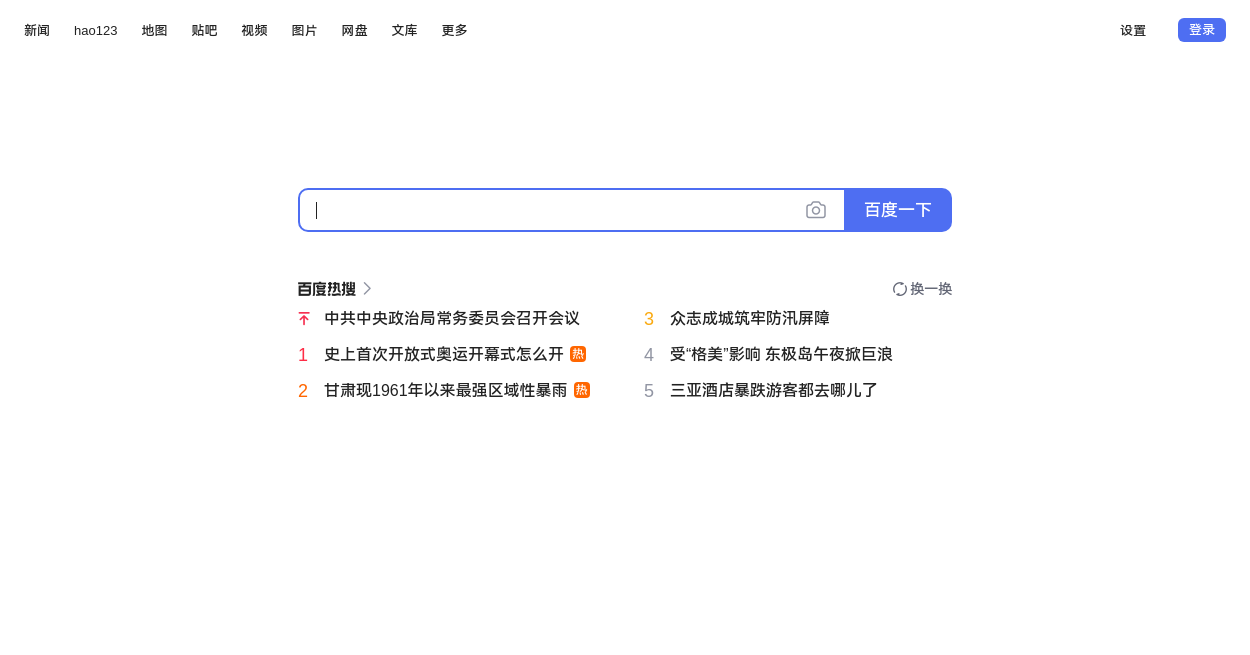 新闻 hao123 地图 贴吧 视频 图片 网盘 文库 更多 设置 登录
百度一下
百度热搜 换一换
中共中央政治局常务委员会召开会议
1 史上首次开放式奥运开幕式怎么开 热
2 甘肃现1961年以来最强区域性暴雨 热
3 众志成城筑牢防汛屏障
4 受“格美”影响 东极岛午夜掀巨浪
5 三亚酒店暴跌游客都去哪儿了